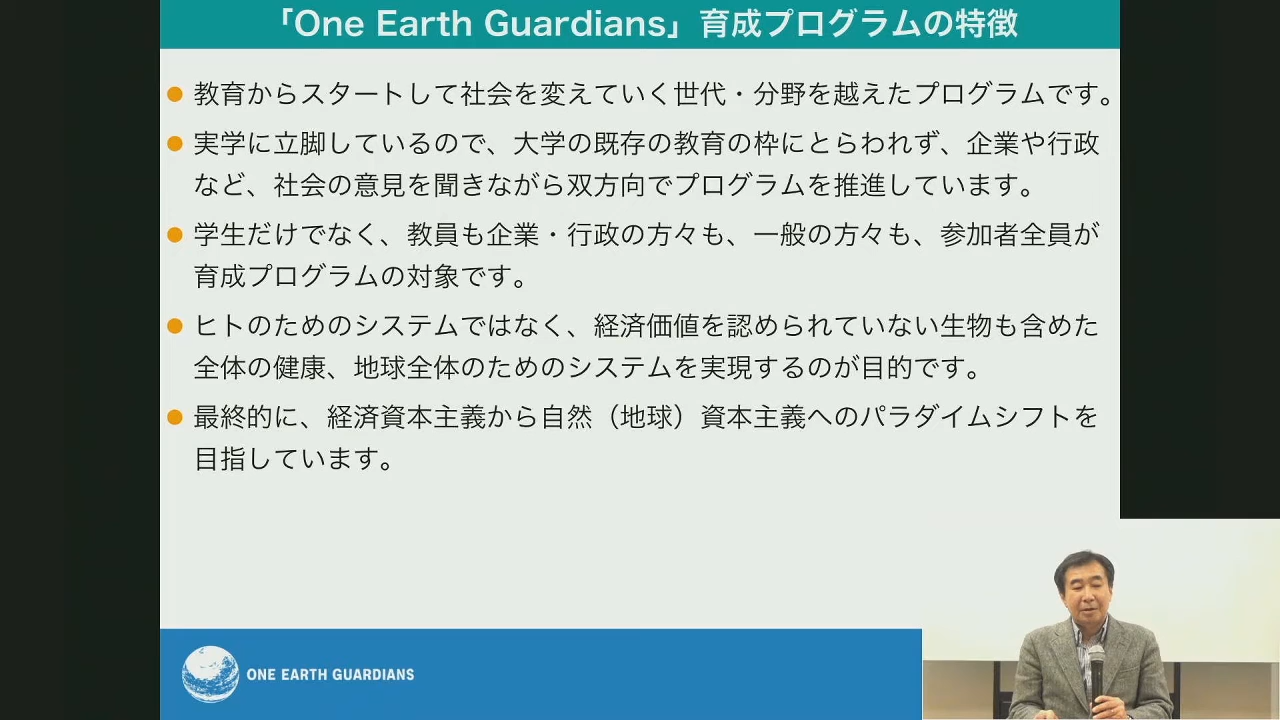 「One Earth Guardians」育成プログラムの特徴
● 教育からスタートして社会を変えていく世代・分野を越えたプログラムです。
● 実学に立脚しているので、大学の既存の教育の枠にとらわれず、企業や行政
など、社会の意見を聞きながら双方向でプログラムを推進しています。
● 学生だけでなく、教員も企業・行政の方々も、一般の方々も、参加者全員が
育成プログラムの対象です。
● ヒトのためのシステムではなく、経済価値を認められていない生物も含めた
全体の健康、地球全体のためのシステムを実現するのが目的です。
● 最終的に、経済資本主義から自然（地球）資本主義へのパラダイムシフトを
目指しています。
ONE EARTH GUARDIANS